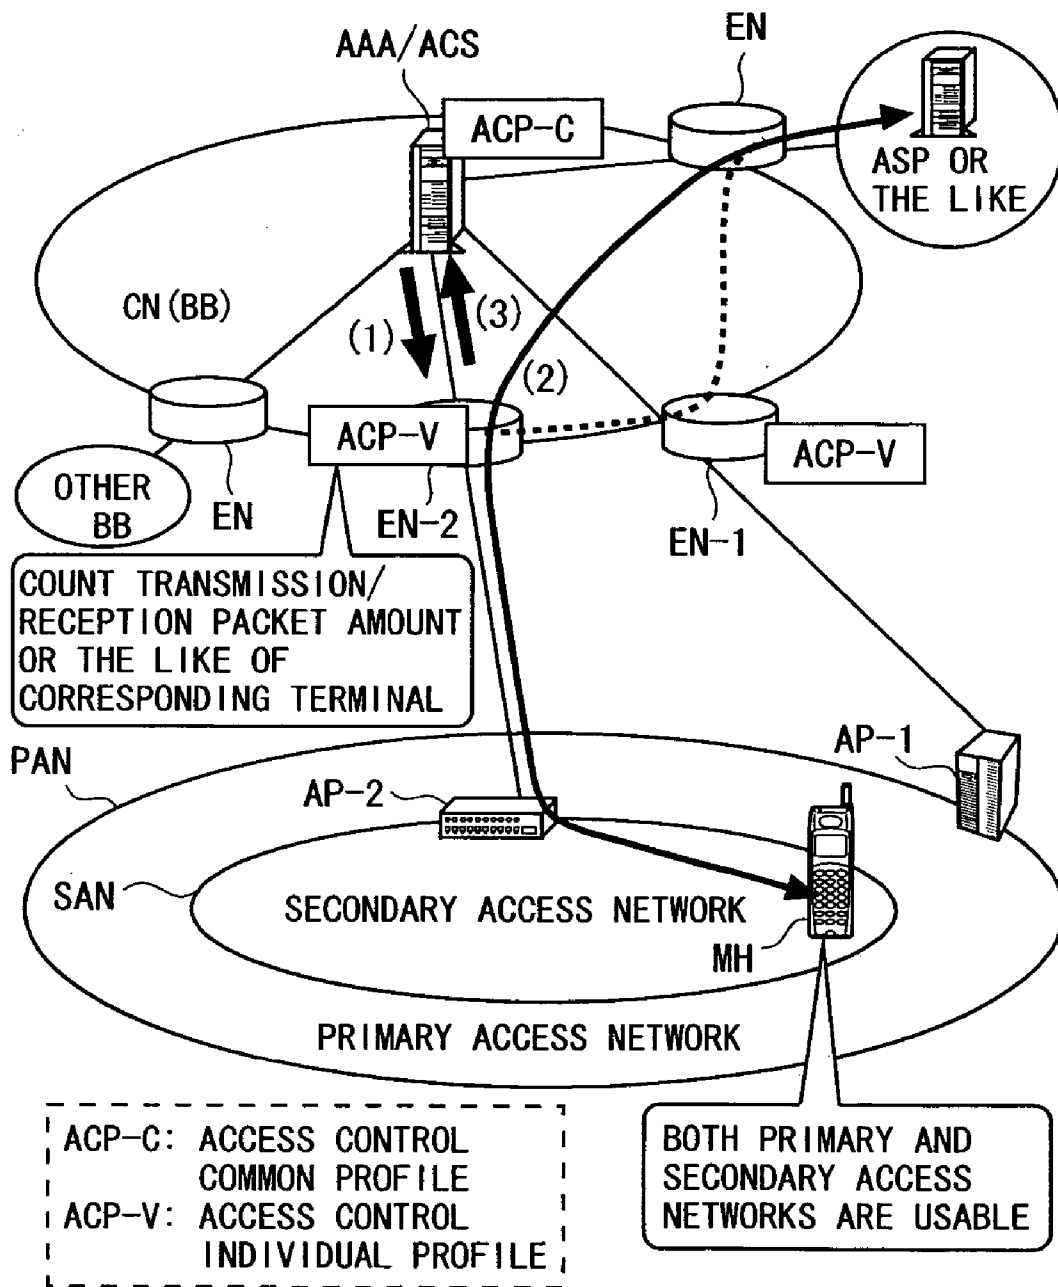 EN
AAA/ACS
ACP-C
ASP OR
THE LIKE
CN(BB)
(1)
(3)
(2)
ACP-V
ACP-V
OTHER
BB
EN
EN-2
EN-1
COUNT TRANSMISSION/
RECEPTION PACKET AMOUNT
OR THE LIKE OF
CORRESPONDING TERMINAL
PAN
AP-1
AP-2
SAN
SECONDARY ACCESS NETWORK
MH
PRIMARY ACCESS NETWORK
ACP-C: ACCESS CONTROL
COMMON PROFILE
ACP-V: ACCESS CONTROL
INDIVIDUAL PROFILE
BOTH PRIMARY AND
SECONDARY ACCESS
NETWORKS ARE USABLE